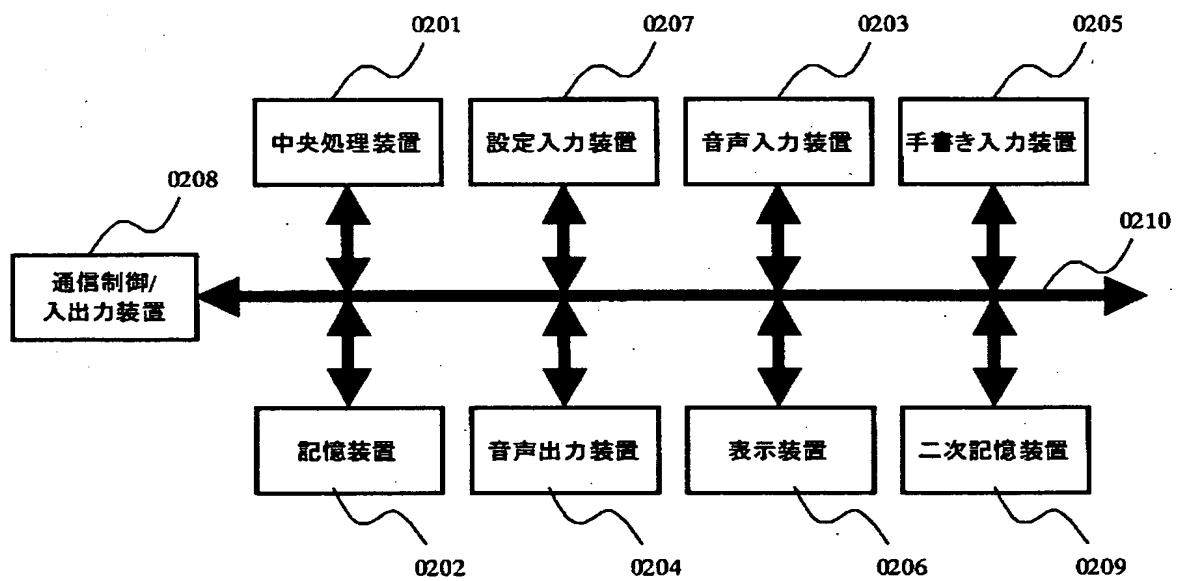 0201
0207
0203
0205
中央処理装置
設定入力装置
音声入力装置
手書き入力装置
0208
0210
通信制御/
入出力装置
記憶装置
音声出力装置
表示装置
二次記憶装置
0202
0204
0206
0209